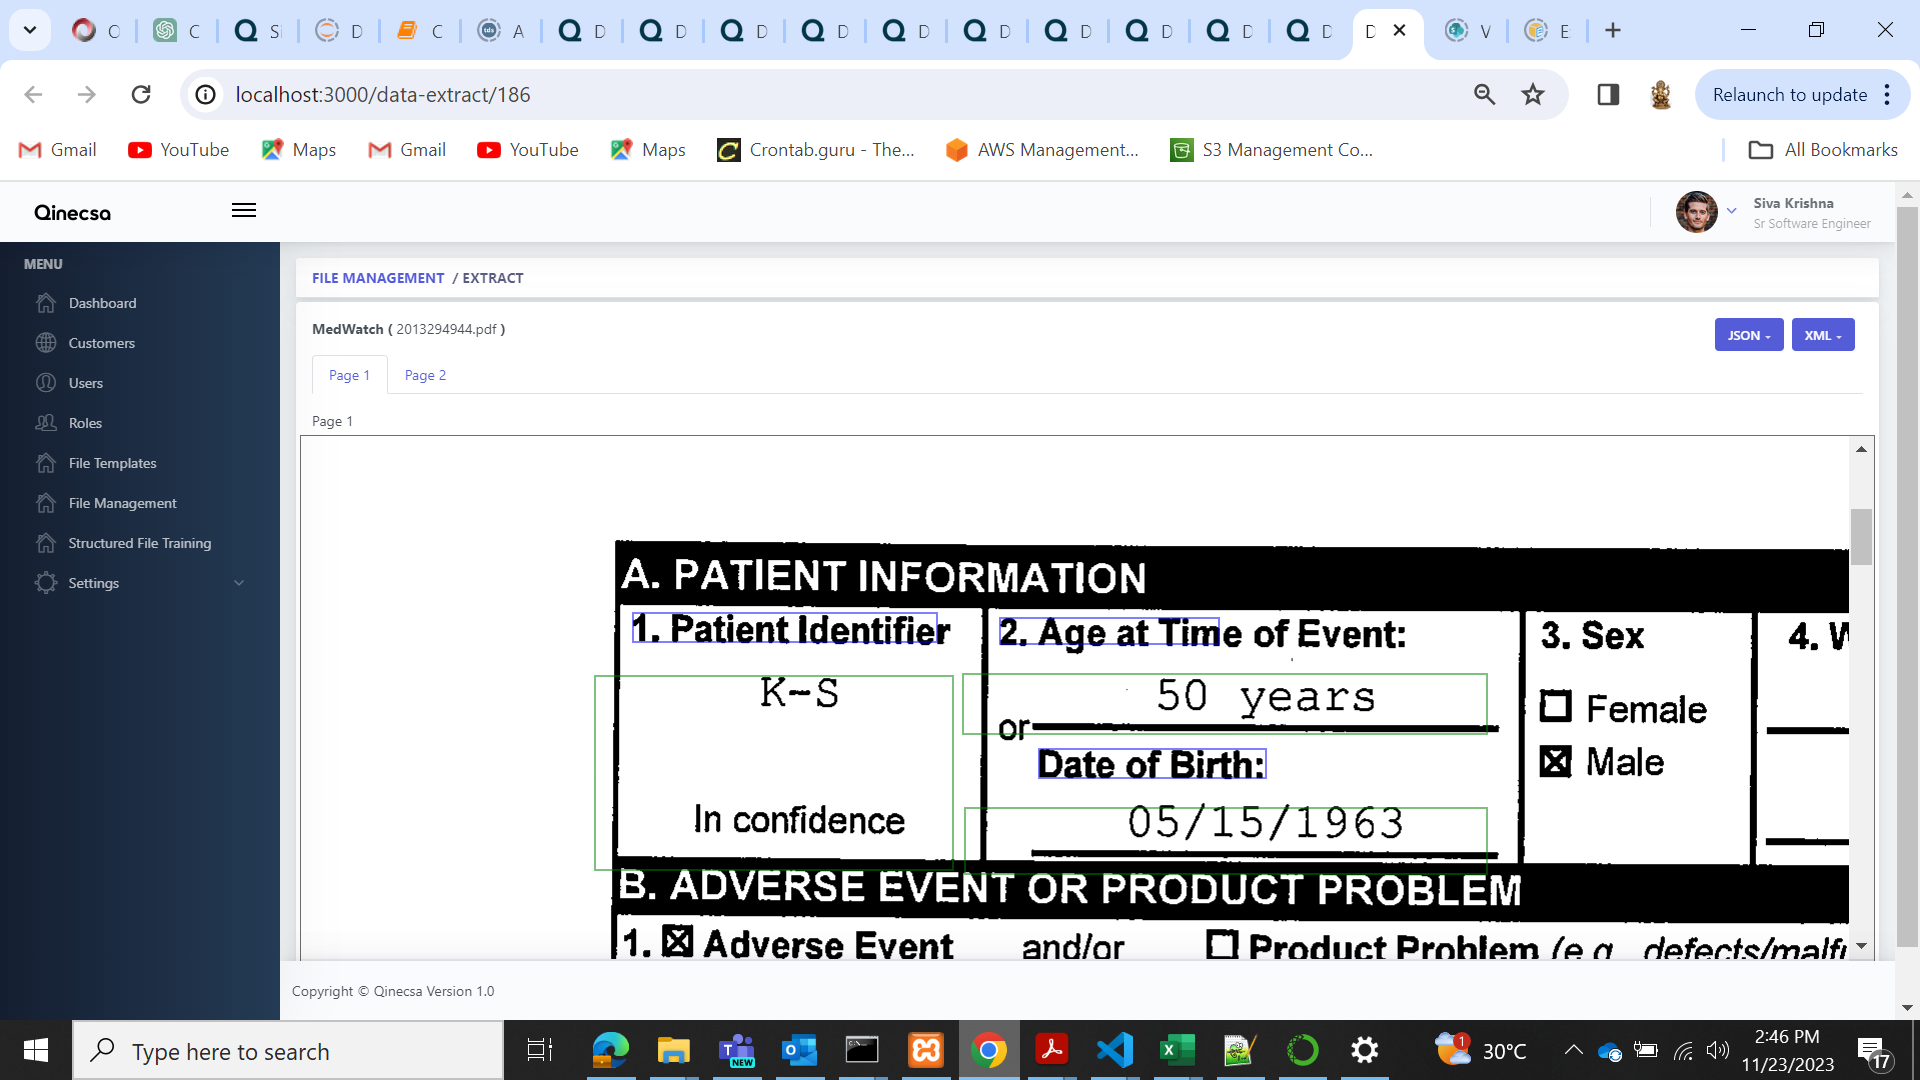 O
C
Si
D
C
A
D
D
D
D
D
D
D
D
D
D
D
V
E
localhost:3000/data-extract/186
Relaunch to update
Gmail
YouTube
Maps
Gmail
YouTube
Maps
Crontab.guru - The...
AWS Management...
S3 Management Co...
All Bookmarks
Qinecsa
Siva Krishna
Sr Software Engineer
MENU
Dashboard
Customers
Users
Roles
File Templates
File Management
Structured File Training
Settings
FILE MANAGEMENT / EXTRACT
MedWatch ( 2013294944.pdf )
JSON
XML
Page 1
Page 2
Page 1
A. PATIENT INFORMATION
1. Patient Identifier
2. Age at Time of Event:
3. Sex
4. W
K-S
50 years
or
Female
Date of Birth:
Male
In confidence
05/15/1963
B. ADVERSE EVENT OR PRODUCT PROBLEM
1. Adverse Event and/or Product Problem (e.g., defects/malf
Copyright © Qinecsa Version 1.0
Type here to search
NEW
1
30°C
2:46 PM
11/23/2023
17